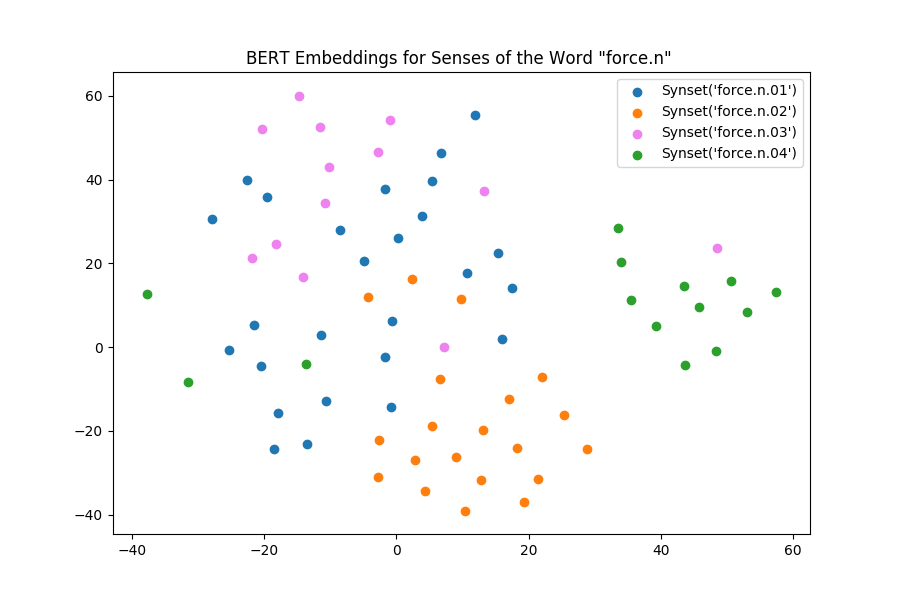 BERT Embeddings for Senses of the Word "force.n"
Synset('force.n.01')
Synset('force.n.02')
Synset('force.n.03')
Synset('force.n.04')
60
40
20
0
−20
−40
−40 −20 0 20 40 60